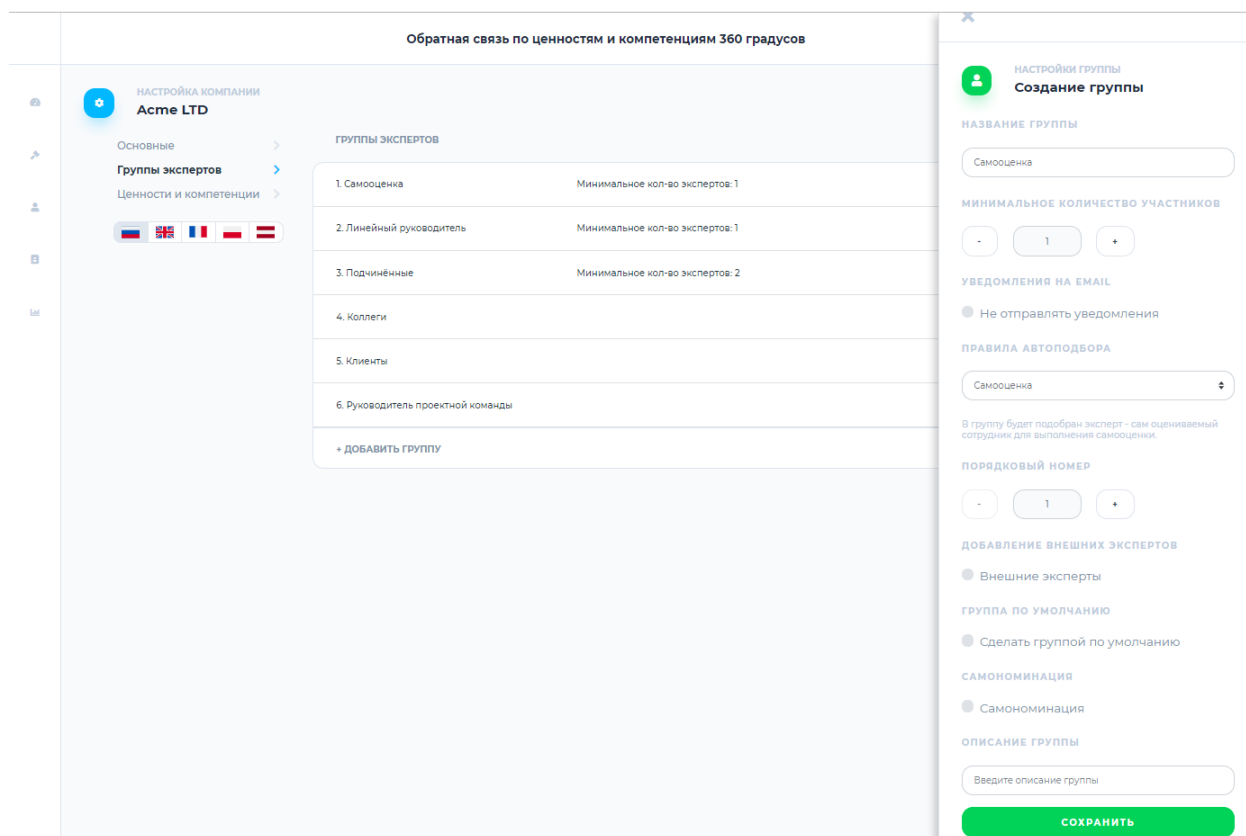 Обратная связь по ценностям и компетенциям 360 градусов
НАСТРОЙКА КОМПАНИИ
Acme LTD
Основные
Группы экспертов
Ценности и компетенции
ГРУППЫ ЭКСПЕРТОВ
1. Самооценка Минимальное кол-во экспертов: 1
2. Линейный руководитель Минимальное кол-во экспертов: 1
3. Подчинённые Минимальное кол-во экспертов: 2
4. Коллеги
5. Клиенты
6. Руководитель проектной команды
+ ДОБАВИТЬ ГРУППУ
НАСТРОЙКИ ГРУППЫ
Создание группы
НАЗВАНИЕ ГРУППЫ
Самооценка
МИНИМАЛЬНОЕ КОЛИЧЕСТВО УЧАСТНИКОВ
- 1 +
УВЕДОМЛЕНИЯ НА EMAIL
Не отправлять уведомления
ПРАВИЛА АВТОПОДБОРА
Самооценка
В группу будет подобран эксперт - сам оцениваемый
сотрудник для выполнения самооценки.
ПОРЯДКОВЫЙ НОМЕР
- 1 +
ДОБАВЛЕНИЕ ВНЕШНИХ ЭКСПЕРТОВ
Внешние эксперты
ГРУППА ПО УМОЛЧАНИЮ
Сделать группой по умолчанию
САМОНОМИНАЦИЯ
Самономинация
ОПИСАНИЕ ГРУППЫ
Введите описание группы
СОХРАНИТЬ